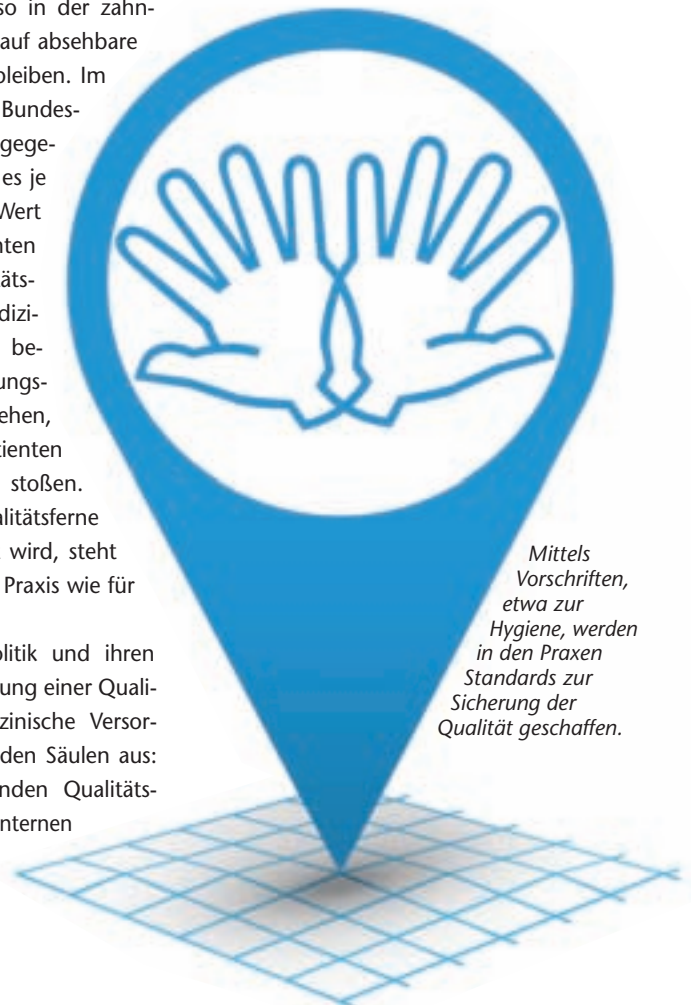 so in der zahn-
auf absehbare
bleiben. Im
Bundes-
gege-
es je
Wert
täts-
dizi-
be-
ungs-
ehen,
zienten
stoßen.
alitätsferne
wird, steht
Praxis wie für
olitik und ihren
ung einer Quali-
zinische Versor-
den Säulen aus:
nden Qualitäts-
nternen
Mittels
Vorschriften,
etwa zur
Hygiene, werden
in den Praxen
Standards zur
Sicherung der
Qualität geschaffen.